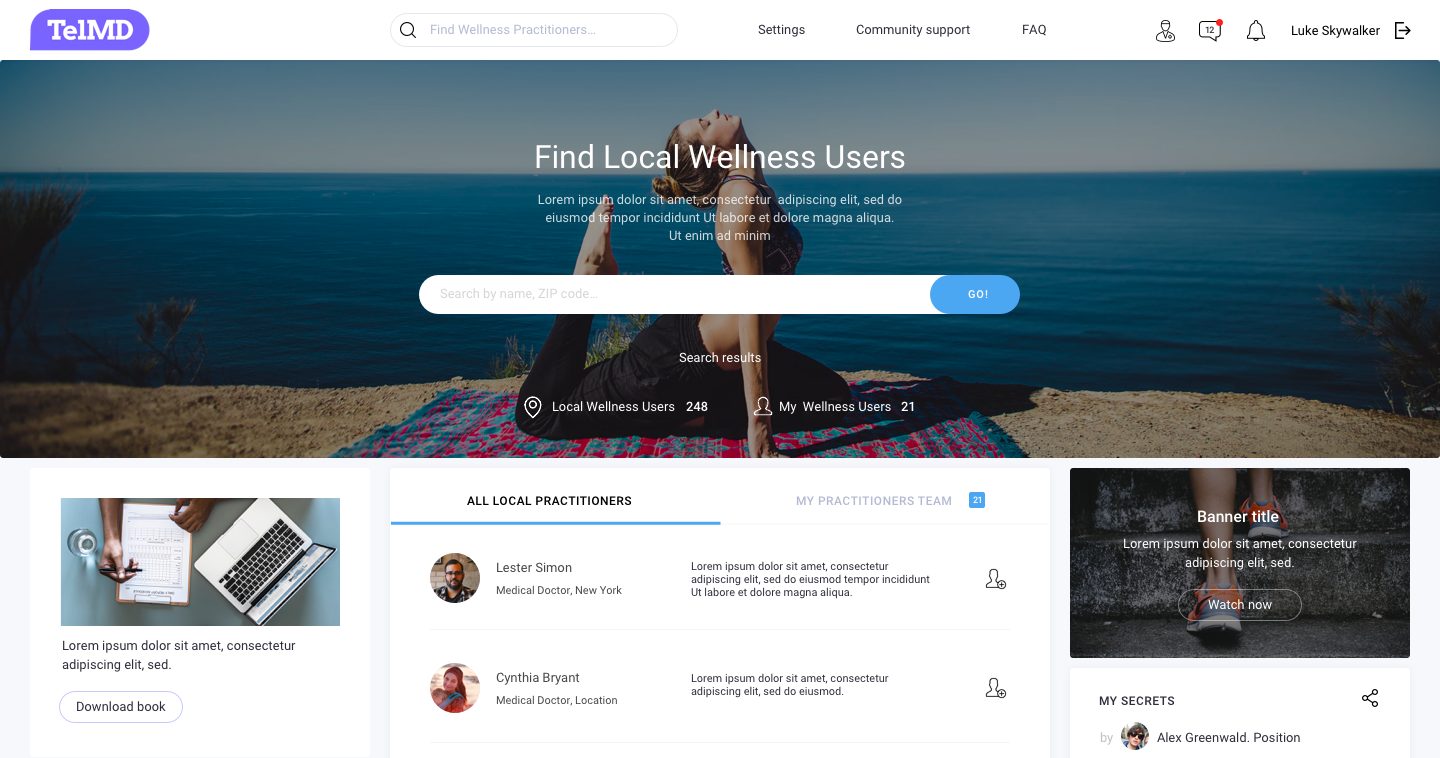 TelMD
Find Wellness Practitioners...
Settings
Community support
FAQ
12
Luke Skywalker
Find Local Wellness Users
Lorem ipsum dolor sit amet, consectetur adipiscing elit, sed do
eiusmod tempor incididunt Ut labore et dolore magna aliqua.
Ut enim ad minim
Search by name, ZIP code...
GO!
Search results
Local Wellness Users 248
My Wellness Users 21
Lorem ipsum dolor sit amet, consectetur
adipiscing elit, sed.
Download book
ALL LOCAL PRACTITIONERS
MY PRACTITIONERS TEAM
21
Lester Simon
Medical Doctor, New York
Lorem ipsum dolor sit amet, consectetur
adipiscing elit, sed do eiusmod tempor incididunt
Ut labore et dolore magna aliqua.
Cynthia Bryant
Medical Doctor, Location
Lorem ipsum dolor sit amet, consectetur
adipiscing elit, sed do eiusmod.
Banner title
Lorem ipsum dolor sit amet, consectetur
adipiscing elit, sed.
Watch now
MY SECRETS
by Alex Greenwald. Position